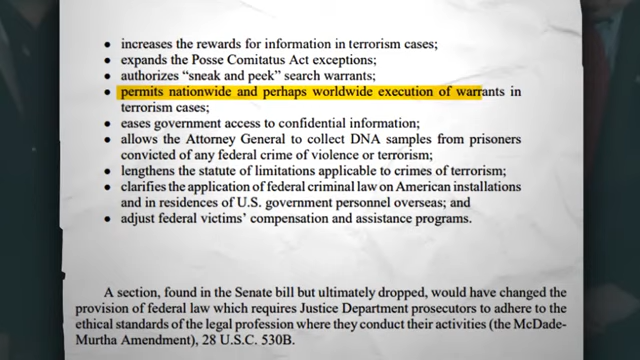 • increases the rewards for information in terrorism cases;
• expands the Posse Comitatus Act exceptions;
• authorizes “sneak and peek” search warrants;
• permits nationwide and perhaps worldwide execution of warrants in
terrorism cases;
• eases government access to confidential information;
• allows the Attorney General to collect DNA samples from prisoners
convicted of any federal crime of violence or terrorism;
• lengthens the statute of limitations applicable to crimes of terrorism;
• clarifies the application of federal criminal law on American installations
and in residences of U.S. government personnel overseas; and
• adjust federal victims’ compensation and assistance programs.
A section, found in the Senate bill but ultimately dropped, would have changed the
provision of federal law which requires Justice Department prosecutors to adhere to the
ethical standards of the legal profession where they conduct their activities (the McDade-
Murtha Amendment), 28 U.S.C. 530B.